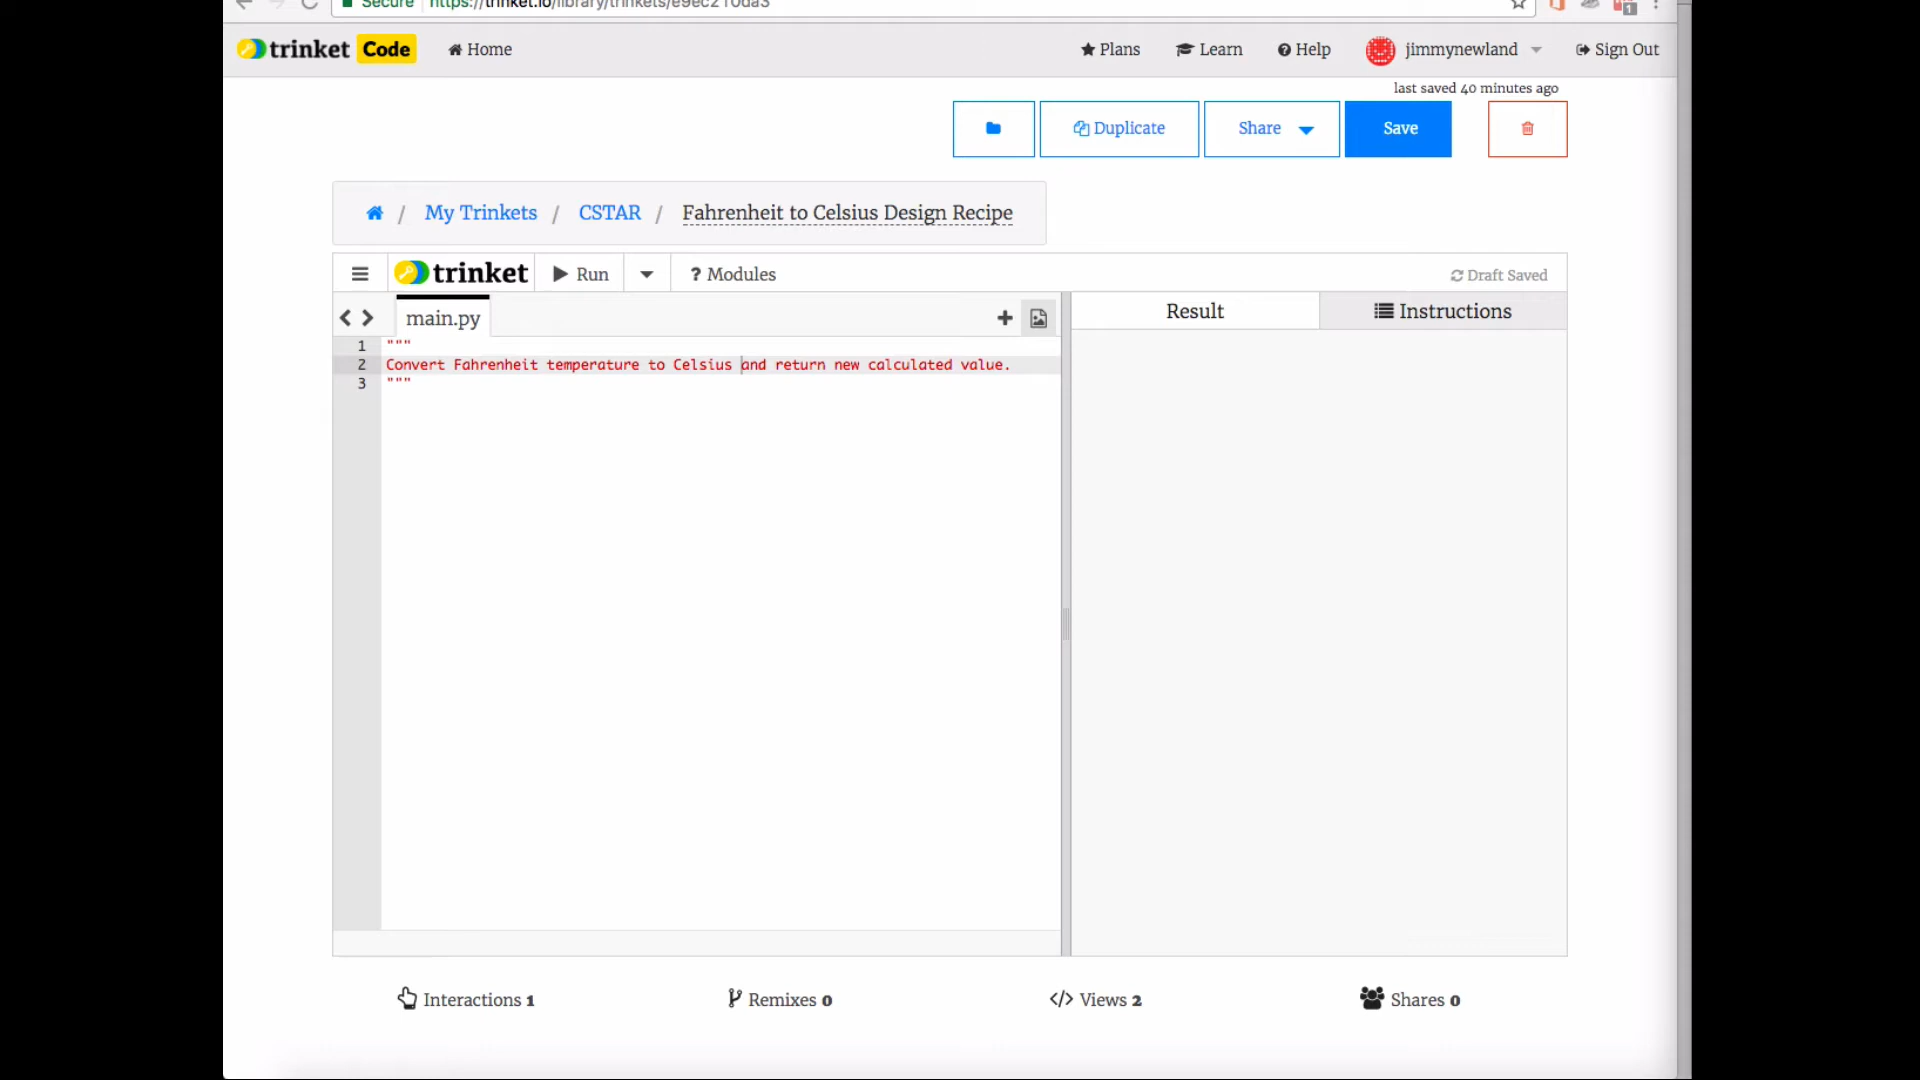 Secure https://trinket.io/library/trinkets/e9ec210da3
1
trinket Code Home Plans Learn Help jimmynewland Sign Out
last saved 40 minutes ago
Duplicate Share Save
/ My Trinkets / CSTAR / Fahrenheit to Celsius Design Recipe
trinket Run ? Modules Draft Saved
main.py Result Instructions
1 """
2 Convert Fahrenheit temperature to Celsius and return new calculated value.
3 """
Interactions 1 Remixes 0 Views 2 Shares 0